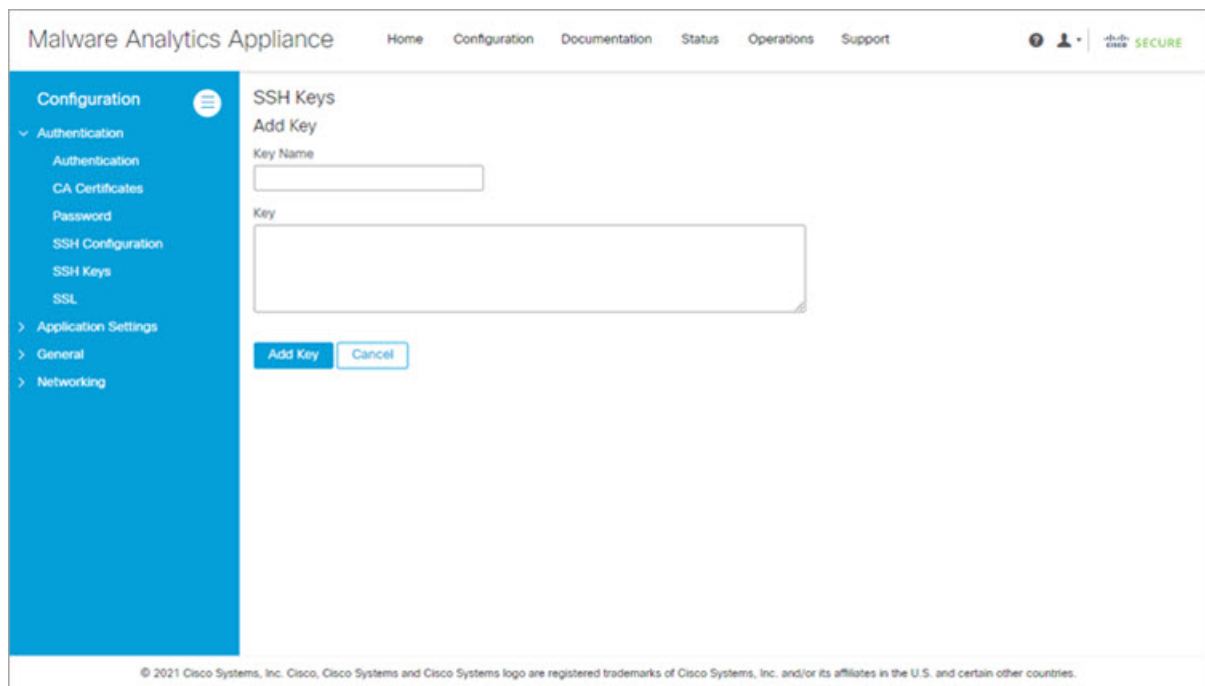 Malware Analytics Appliance Home Configuration Documentation Status Operations Support cisco SECURE
Configuration
Authentication
Authentication
CA Certificates
Password
SSH Configuration
SSH Keys
SSL
Application Settings
General
Networking
SSH Keys
Add Key
Key Name
Key
Add Key Cancel
© 2021 Cisco Systems, Inc. Cisco, Cisco Systems and Cisco Systems logo are registered trademarks of Cisco Systems, Inc. and/or its affiliates in the U.S. and certain other countries.